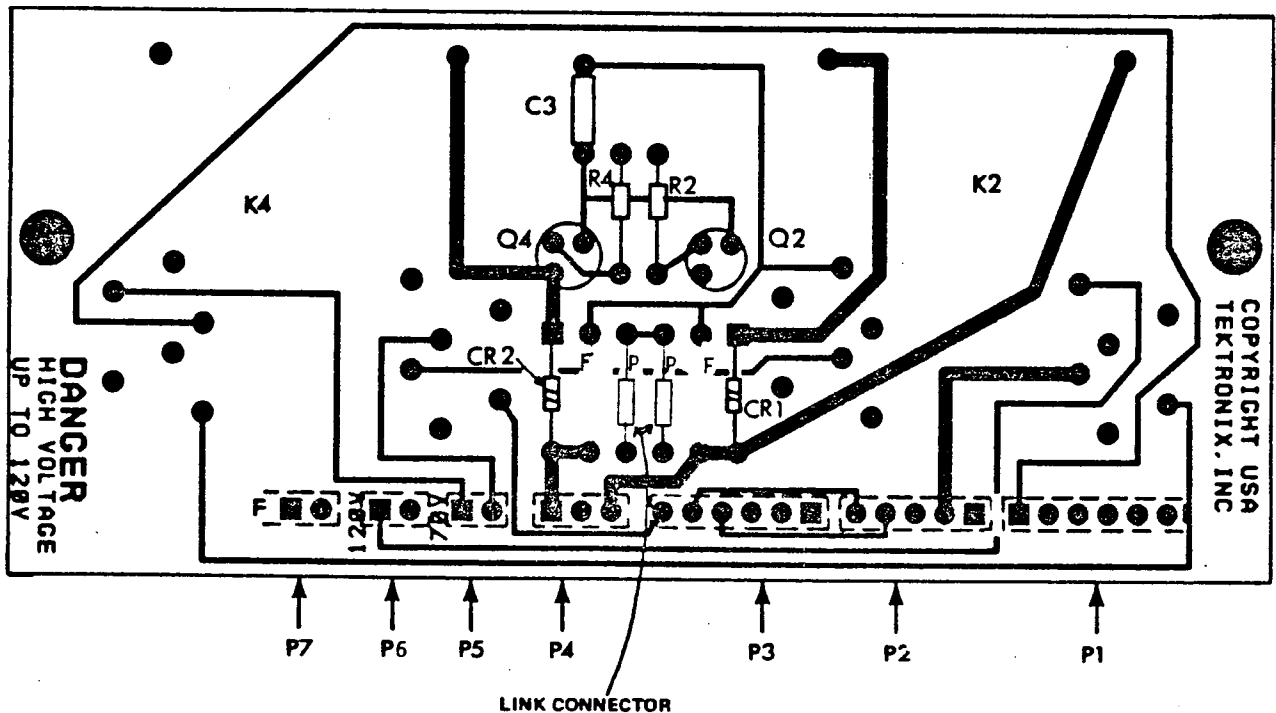 C3
R4
R2
K4
K2
Q4
Q2
CR2
F
P
P
F
CR1
DANGER
HIGH VOLTAGE
UP TO 120V
COPYRIGHT USA
TEKTRONIX, INC
F
120V
70V
P7
P6
P5
P4
P3
P2
P1
LINK CONNECTOR